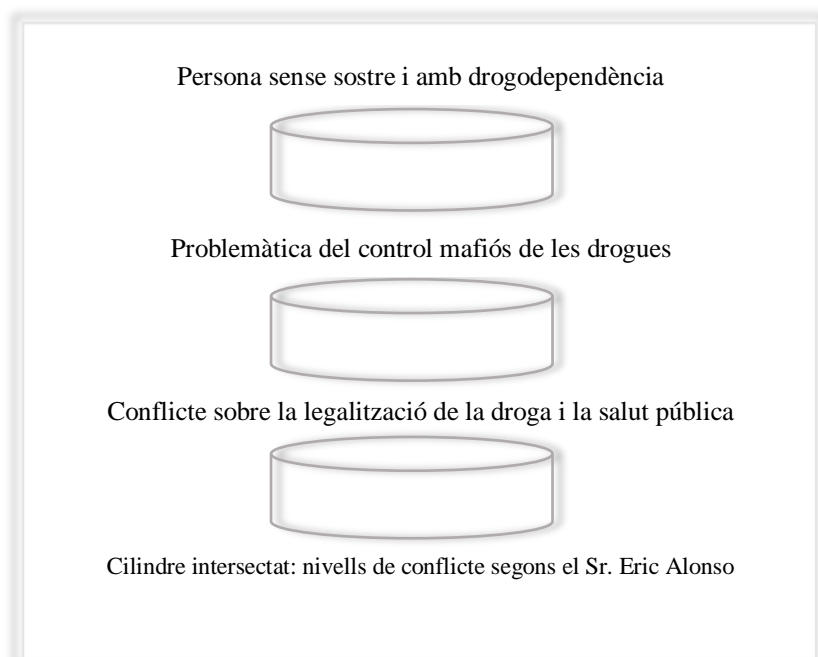 Persona sense sostre i amb drogodependència
Problemàtica del control mafiós de les drogues
Conflicte sobre la legalització de la droga i la salut pública
Cilindre intersectat: nivells de conflicte segons el Sr. Eric Alonso